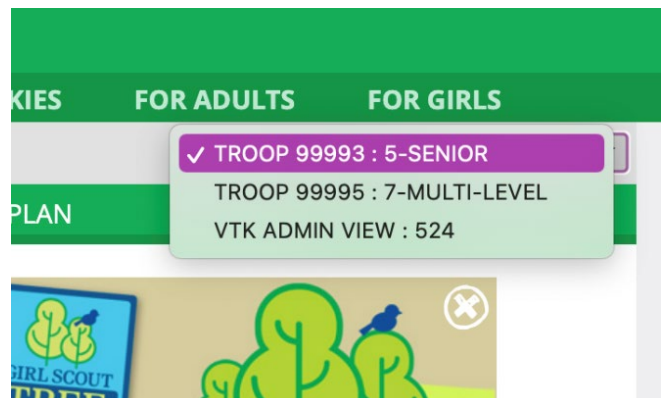 KIES FOR ADULTS FOR GIRLS
✓ TROOP 99993 : 5-SENIOR
TROOP 99995 : 7-MULTI-LEVEL
PLAN
VTK ADMIN VIEW : 524
GIRL SCOUT
TREE